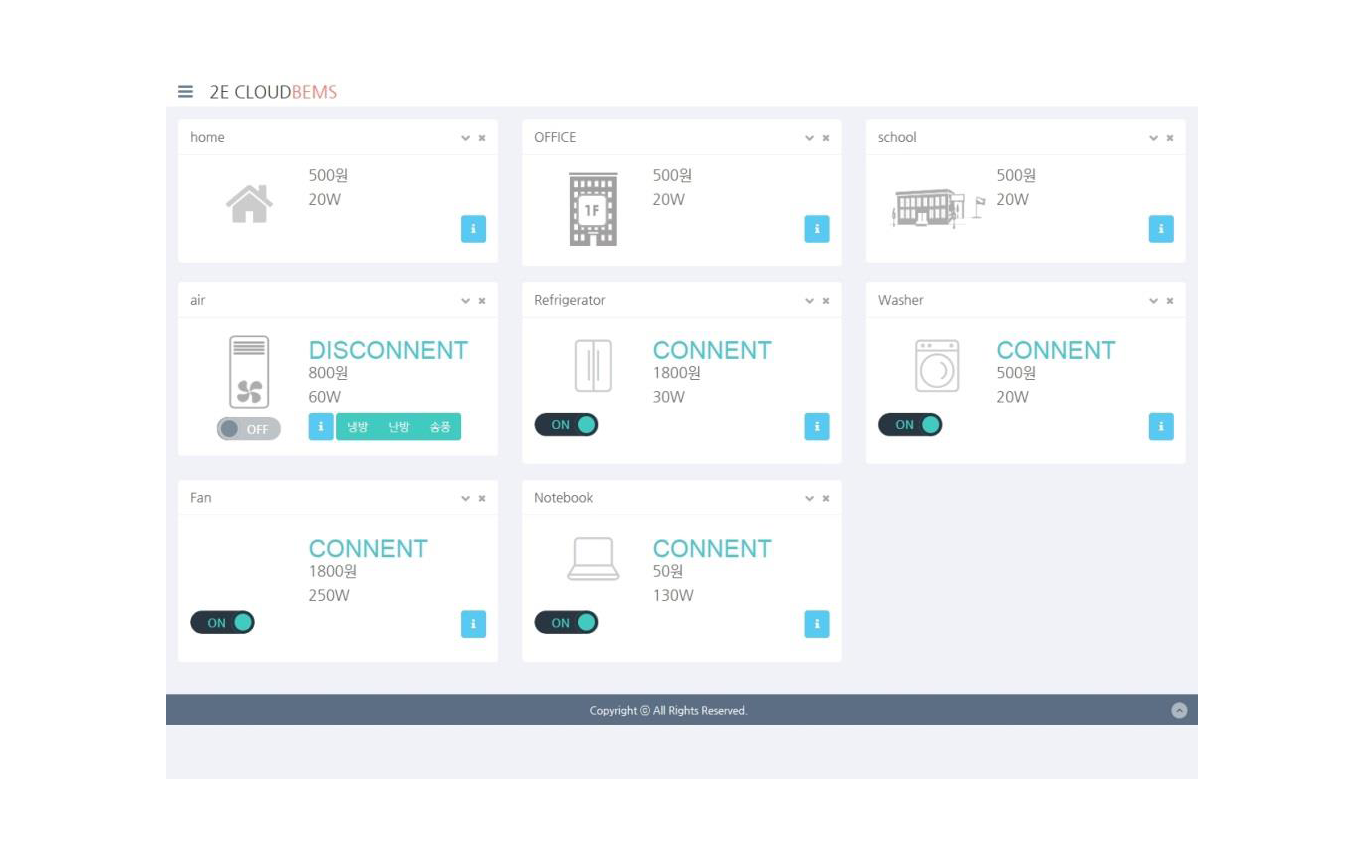 2E CLOUDBEMS
home
500원
20W
OFFICE
1F
500원
20W
school
500원
20W
air
DISCONNENT
800원
60W
OFF
냉방 난방 송풍
Refrigerator
CONNENT
1800원
30W
ON
Washer
CONNENT
500원
20W
ON
Fan
CONNENT
1800원
250W
ON
Notebook
CONNENT
50원
130W
ON
Copyright ⓒ All Rights Reserved.